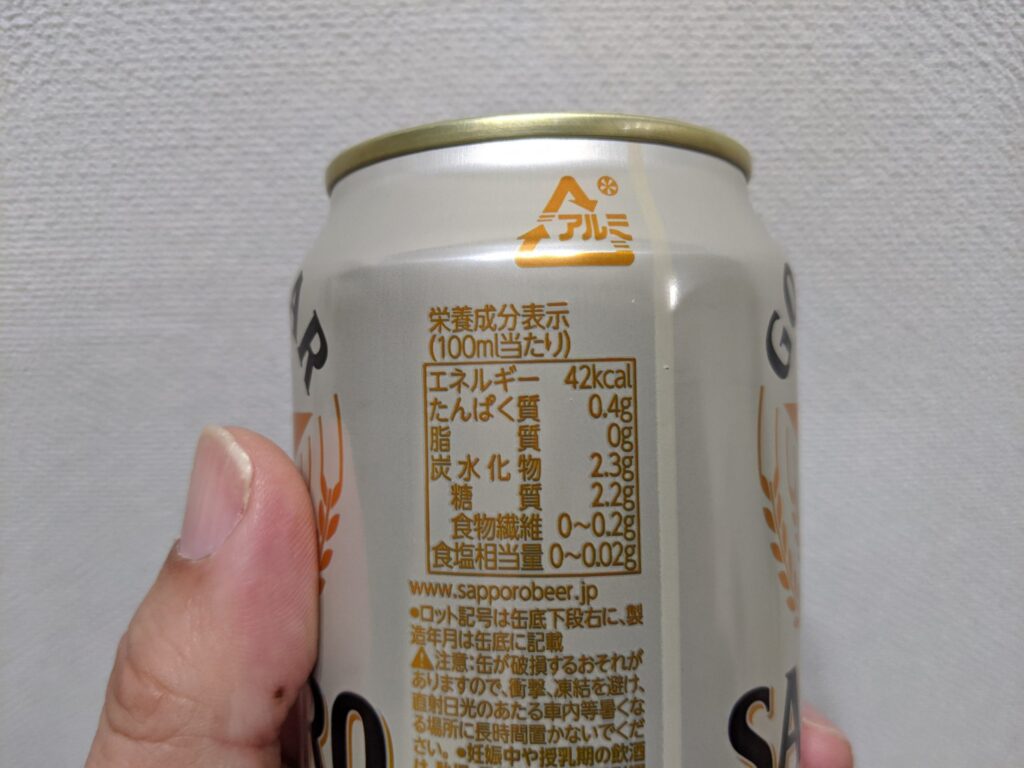 アルミ
栄養成分表示
(100ml当たり)
エネルギー 42kcal
たんぱく質 0.4g
脂質 0g
炭水化物 2.3g
糖質 2.2g
食物繊維 0〜0.2g
食塩相当量 0〜0.02g
www.sapporobeer.jp
●ロット記号は缶底下段右に、製
造年月は缶底に記載
注意:缶が破損するおそれが
ありますので、衝撃、凍結を避け、
直射日光のあたる車内等暑くな
る場所に長時間置かないでくだ
さい。●妊娠中や授乳期の飲酒
AR
GO
RO
SA